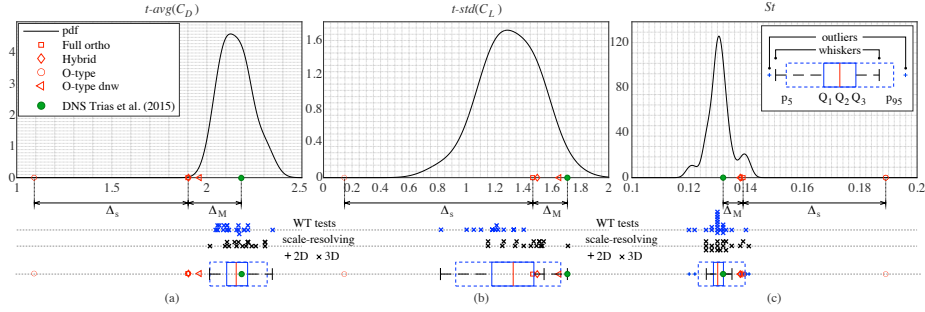 t-avg(C_D)
t-std(C_L)
St
pdf
Full ortho
Hybrid
O-type
O-type dnw
DNS Trias et al. (2015)
outliers
whiskers
p5 Q1 Q2 Q3 p95
5
4
3
2
1
0
1 1.5 2 2.5
1.6
1.2
0.8
0.4
0
0 0.2 0.4 0.6 0.8 1 1.2 1.4 1.6 1.8 2
120
80
40
0
0.1 0.12 0.14 0.16 0.18 0.2
Δs ΔM
Δs ΔM
ΔM Δs
WT tests
scale-resolving
+2D ×3D
WT tests
scale-resolving
+2D ×3D
(a)
(b)
(c)